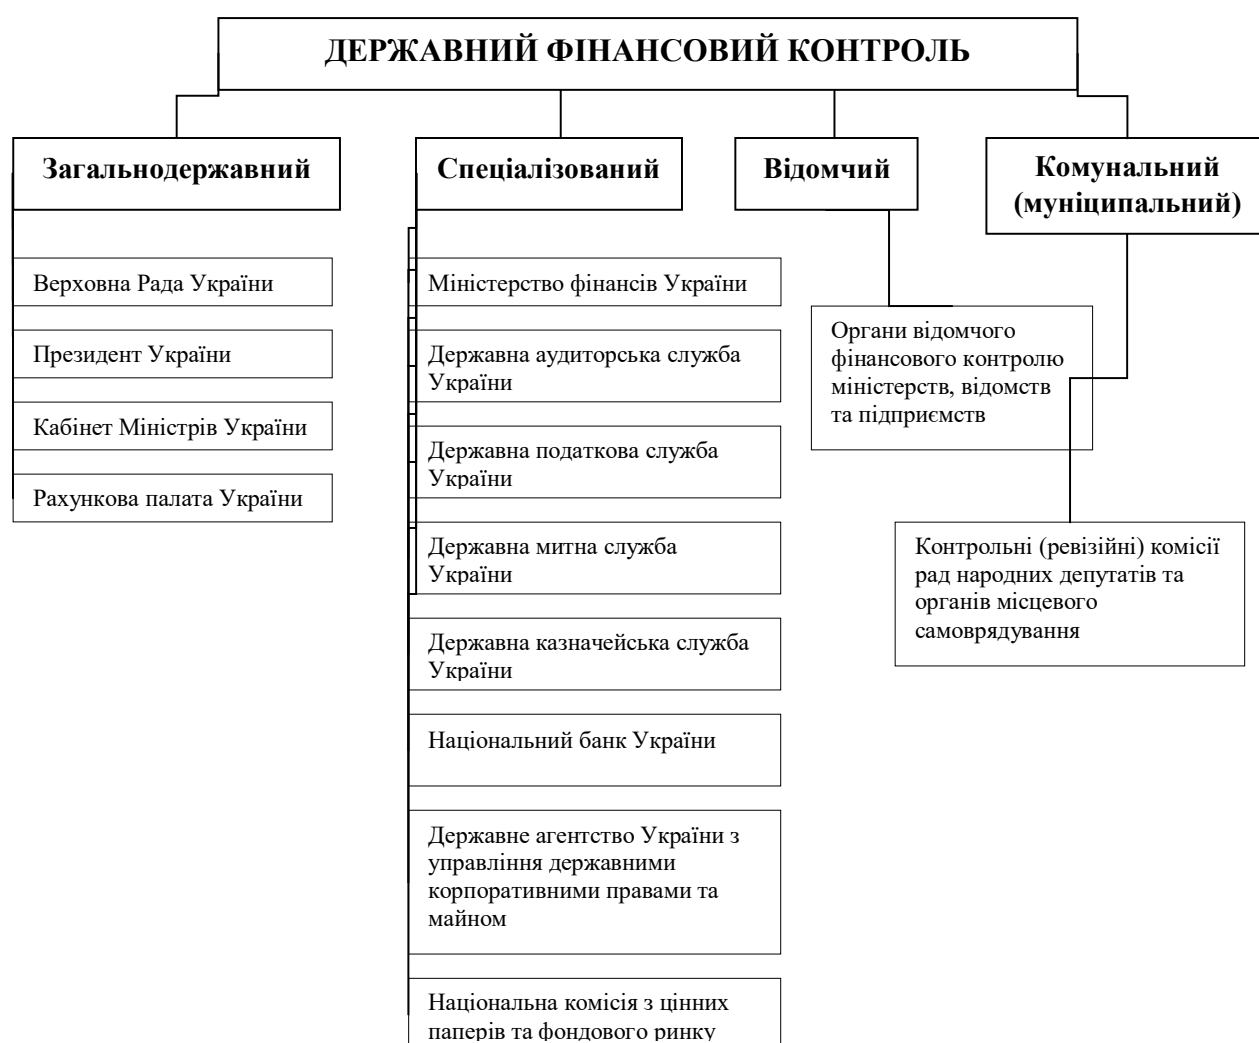 ДЕРЖАВНИЙ ФІНАНСОВИЙ КОНТРОЛЬ
Загальнодержавний
Спеціалізований
Відомчий
Комунальний
(муніципальний)
Верховна Рада України
Президент України
Кабінет Міністрів України
Рахункова палата України
Міністерство фінансів України
Державна аудиторська служба
України
Державна податкова служба
України
Державна митна служба
України
Державна казначейська служба
України
Національний банк України
Державне агентство України з
управління державними
корпоративними правами та
майном
Національна комісія з цінних
паперів та фондового ринку
Органи відомчого
фінансового контролю
міністерств, відомств
та підприємств
Контрольні (ревізійні) комісії
рад народних депутатів та
органів місцевого
самоврядування